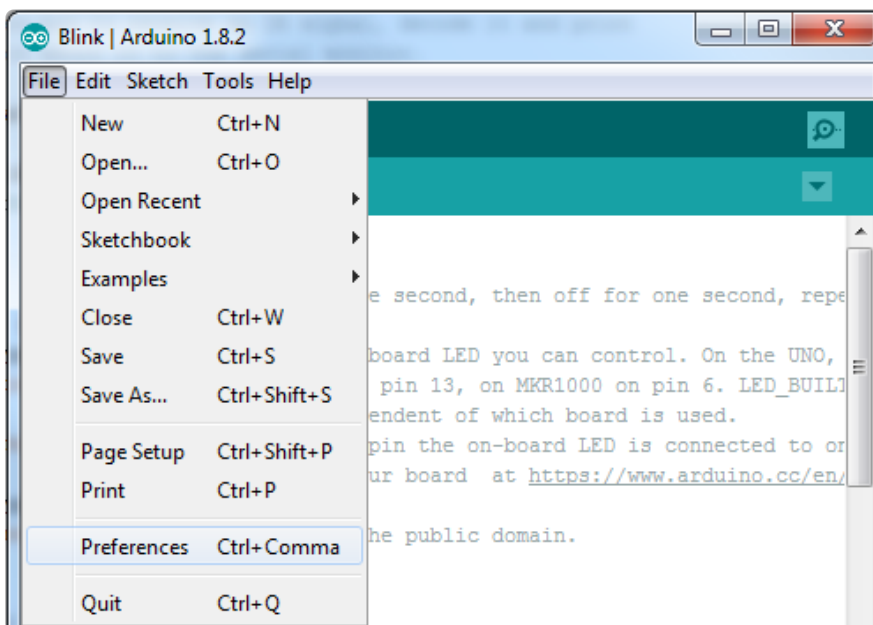 Blink | Arduino 1.8.2
File Edit Sketch Tools Help
New Ctrl+N
Open... Ctrl+O
Open Recent
Sketchbook
Examples
Close Ctrl+W
Save Ctrl+S
Save As... Ctrl+Shift+S
Page Setup Ctrl+Shift+P
Print Ctrl+P
Preferences Ctrl+Comma
Quit Ctrl+Q
e second, then off for one second, repe
board LED you can control. On the UNO,
pin 13, on MKR1000 on pin 6. LED_BUILT
endent of which board is used.
pin the on-board LED is connected to on
ur board at https://www.arduino.cc/en/
he public domain.